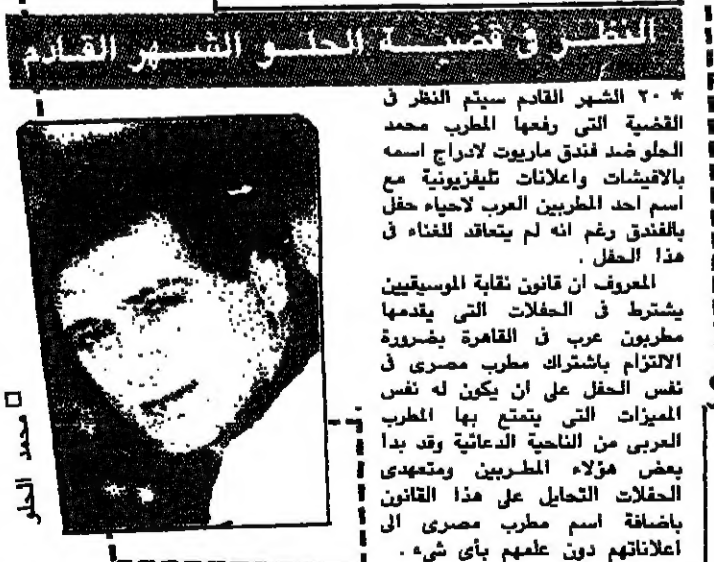 النظر في قضية الحلو الشهر القادم
* ٢٠ الشهر القادم سيتم النظر فى
القضية التى رفعها المطرب محمد
الحلو ضد فندق ماريوت لادراج اسمه
بالافيشات واعلانات تليفزيونية مع
اسم احد المطربين العرب لاحياء حفل
بالفندق رغم انه لم يتعاقد للغناء فى
هذا الحفل .
المعروف ان قانون نقابة الموسيقيين
يشترط فى الحفلات التى يقدمها
مطربون عرب فى القاهرة بضرورة
الالتزام باشتراك مطرب مصرى فى
نفس الحفل على ان يكون له نفس
المميزات التى يتمتع بها المطرب
العربى من الناحية الدعائية وقد بدا
بعض هؤلاء المطربين ومتعهدى
الحفلات التحايل على هذا القانون
باضافة اسم مطرب مصرى الى
اعلاناتهم دون علمهم بأى شىء .
□ محمد الحلو